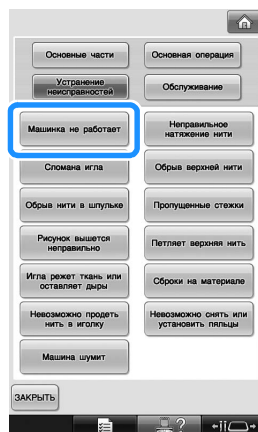 Основные части
Основная операция
Устранение
неисправностей
Обслуживание
Машинка не работает
Неправильное
натяжение нити
Сломана игла
Обрыв верхней нити
Обрыв нити в шпульке
Пропущенные стежки
Рисунок вышется
неправильно
Петляет верхняя нить
Игла режет ткань или
оставляет дыры
Сброки на материале
Невозможно продеть
нить в иголку
Невозможно снять или
установить пяльцы
Машина шумит
ЗАКРЫТЬ
?